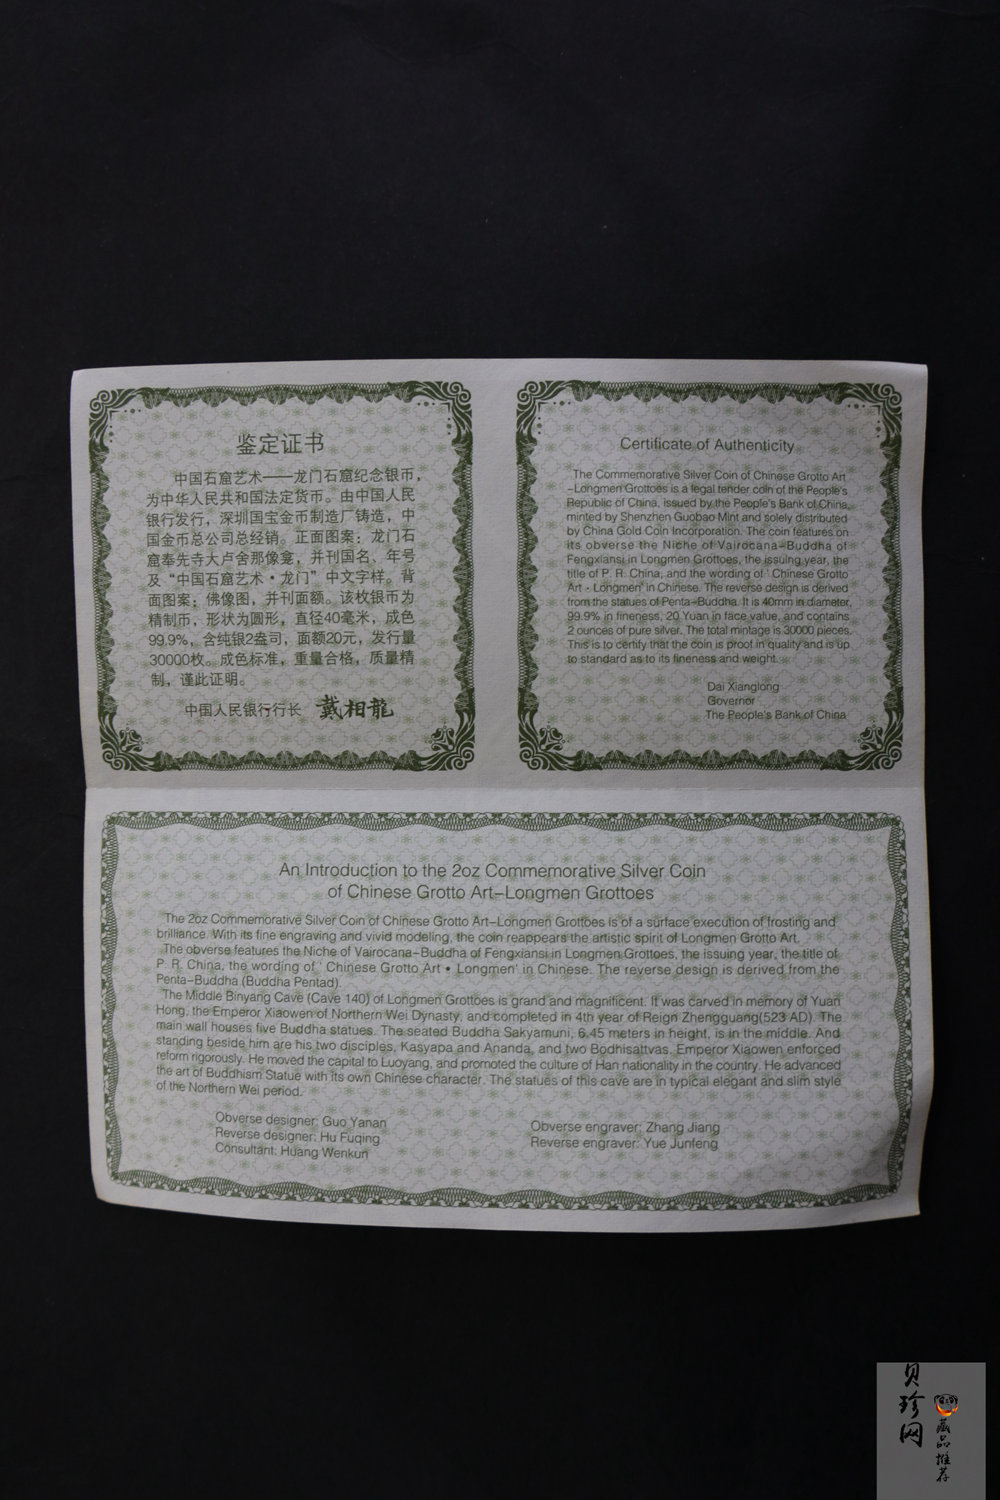 鉴定证书
中国石窟艺术——龙门石窟纪念银币，
为中华人民共和国法定货币。由中国人民
银行发行，深圳国宝金币制造厂铸造，中
国金币总公司总经销。正面图案：龙门石
窟奉先寺大卢舍那像龛，并刊国名、年号
及“中国石窟艺术·龙门”中文字样。背
面图案：佛像图，并刊面额。该枚银币为
精制币，形状为圆形，直径40毫米，成色
99.9%，含纯银2盎司，面额20元，发行量
30000枚。成色标准，重量合格，质量精
制，谨此证明。
中国人民银行行长 戴相龍
Certificate of Authenticity
The Commemorative Silver Coin of Chinese Grotto Art
-Longmen Grottoes is a legal tender coin of the People's
Republic of China, issued by the People's Bank of China,
minted by Shenzhen Guobao Mint and solely distributed
by China Gold Coin Incorporation. The coin features on
its obverse the Niche of Vairocana-Buddha of
Fengxiansi in Longmen Grottoes, the issuing year, the
title of P. R. China, and the wording of ' Chinese Grotto
Art · Longmen' in Chinese. The reverse design is derived
from the statues of Penta-Buddha. It is 40mm in diameter,
99.9% in fineness, 20 Yuan in face value, and contains
2 ounces of pure silver. The total mintage is 30000 pieces.
This is to certify that the coin is proof in quality and is up
to standard as to its fineness and weight.
Dai Xianglong
Governor
The People's Bank of China
An Introduction to the 2oz Commemorative Silver Coin
of Chinese Grotto Art-Longmen Grottoes
The 2oz Commemorative Silver Coin of Chinese Grotto Art-Longmen Grottoes is of a surface execution of frosting and
brilliance. With its fine engraving and vivid modeling, the coin reappears the artistic spirit of Longmen Grotto Art.
The obverse features the Niche of Vairocana-Buddha of Fengxiansi in Longmen Grottoes, the issuing year, the title of
P. R. China, the wording of ' Chinese Grotto Art • Longmen' in Chinese. The reverse design is derived from the
Penta-Buddha (Buddha Pentad).
The Middle Binyang Cave (Cave 140) of Longmen Grottoes is grand and magnificent. It was carved in memory of Yuan
Hong, the Emperor Xiaowen of Northern Wei Dynasty, and completed in 4th year of Reign Zhengguang(523 AD). The
main wall houses five Buddha statues. The seated Buddha Sakyamuni, 6.45 meters in height, is in the middle. And
standing beside him are his two disciples, Kasyapa and Ananda, and two Bodhisattvas. Emperor Xiaowen enforced
reform rigorously. He moved the capital to Luoyang, and promoted the culture of Han nationality in the country. He advanced
the art of Buddhism Statue with its own Chinese character. The statues of this cave are in typical elegant and slim style
of the Northern Wei period.
Obverse designer: Guo Yanan
Reverse designer: Hu Fuqing
Consultant: Huang Wenkun
Obverse engraver: Zhang Jiang
Reverse engraver: Yue Junfeng
贝珍网
藏品推荐